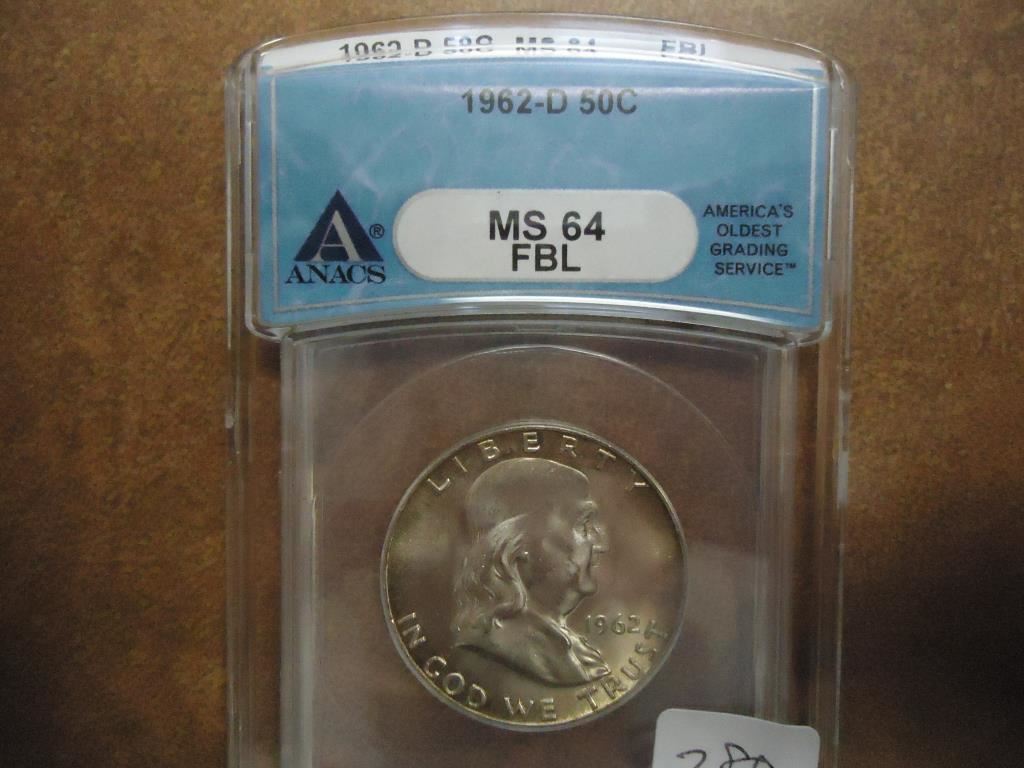 1962-D 50C MS 64 FBL
1962-D 50C
MS 64
FBL
A®
ANACS
AMERICA'S
OLDEST
GRADING
SERVICE™
LIBERTY
1962
IN GOD WE TRUST